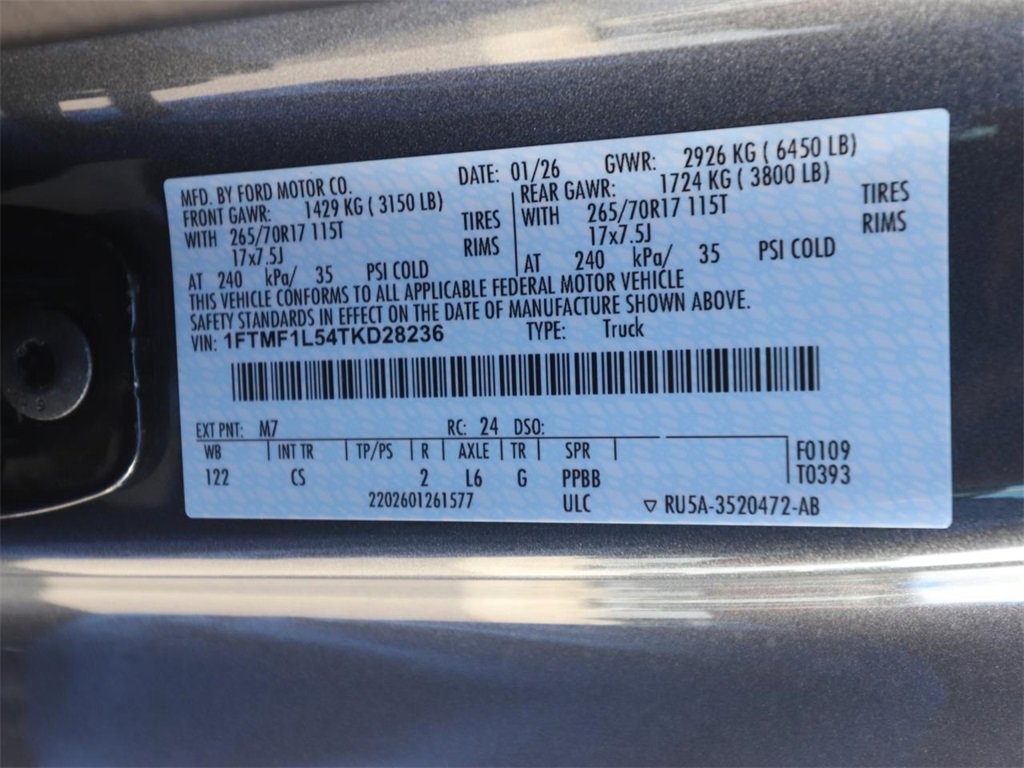 MFD. BY FORD MOTOR CO. DATE: 01/26 GVWR: 2926 KG ( 6450 LB)
FRONT GAWR: 1429 KG ( 3150 LB) REAR GAWR: 1724 KG ( 3800 LB)
WITH 265/70R17 115T TIRES WITH 265/70R17 115T TIRES
17x7.5J RIMS 17x7.5J RIMS
AT 240 kPa/ 35 PSI COLD AT 240 kPa/ 35 PSI COLD
THIS VEHICLE CONFORMS TO ALL APPLICABLE FEDERAL MOTOR VEHICLE
SAFETY STANDARDS IN EFFECT ON THE DATE OF MANUFACTURE SHOWN ABOVE.
VIN: 1FTMF1L54TKD28236 TYPE: Truck
EXT PNT: M7 RC: 24 DSO:
WB INT TR TP/PS R AXLE TR SPR F0109
122 CS 2 L6 G PPBB T0393
2202601261577 ULC ▽ RU5A-3520472-AB